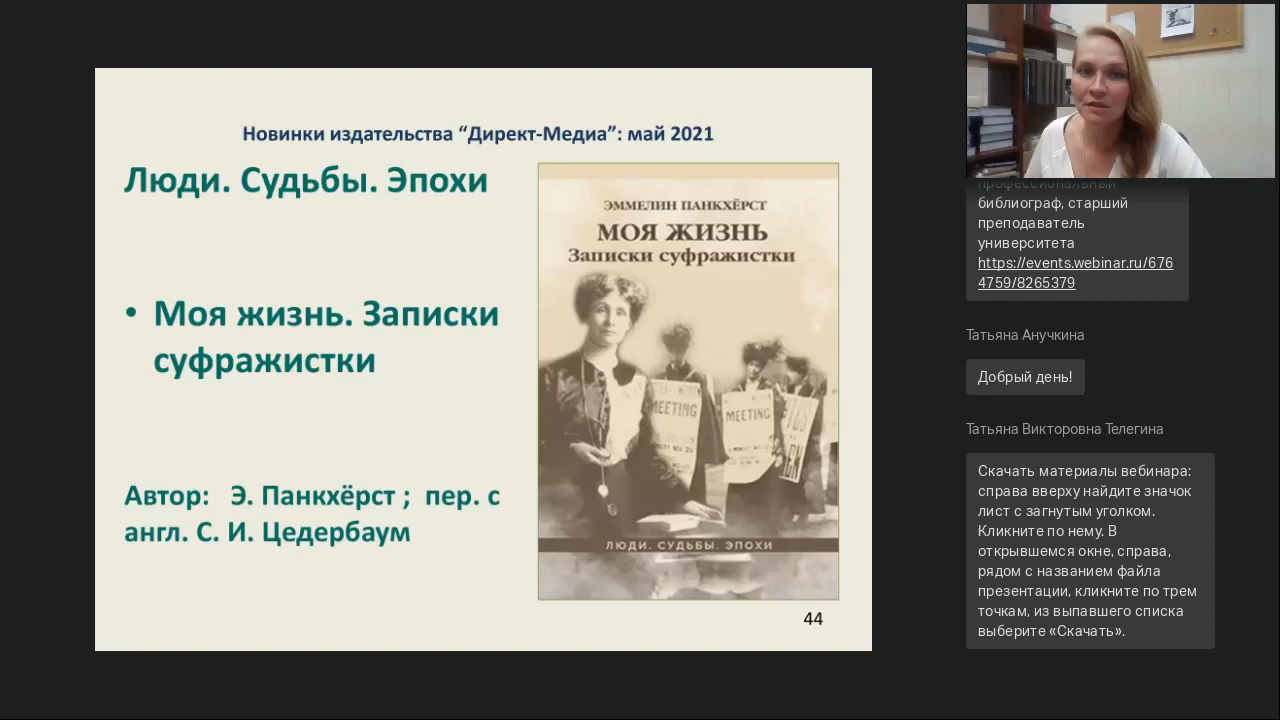 Новинки издательства “Директ-Медиа”: май 2021
Люди. Судьбы. Эпохи
• Моя жизнь. Записки
суфражистки
Автор: Э. Панкхёрст ; пер. с
англ. С. И. Цедербаум
ЭММЕЛИН ПАНКХЁРСТ
МОЯ ЖИЗНЬ
Записки суфражистки
MEETING
MEETING
ЛЮДИ. СУДЬБЫ. ЭПОХИ
44
профессиональный
библиограф, старший
преподаватель
университета
https://events.webinar.ru/676
4759/8265379
Татьяна Анучкина
Добрый день!
Татьяна Викторовна Телегина
Скачать материалы вебинара:
справа вверху найдите значок
лист с загнутым уголком.
Кликните по нему. В
открывшемся окне, справа,
рядом с названием файла
презентации, кликните по трем
точкам, из выпавшего списка
выберите «Скачать».